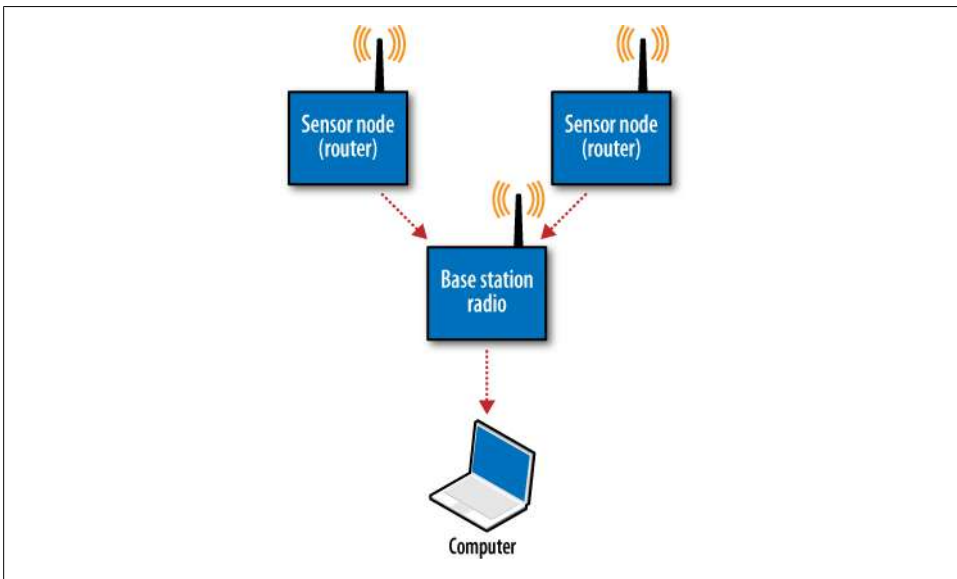 Sensor node
(router)
Sensor node
(router)
Base station
radio
Computer